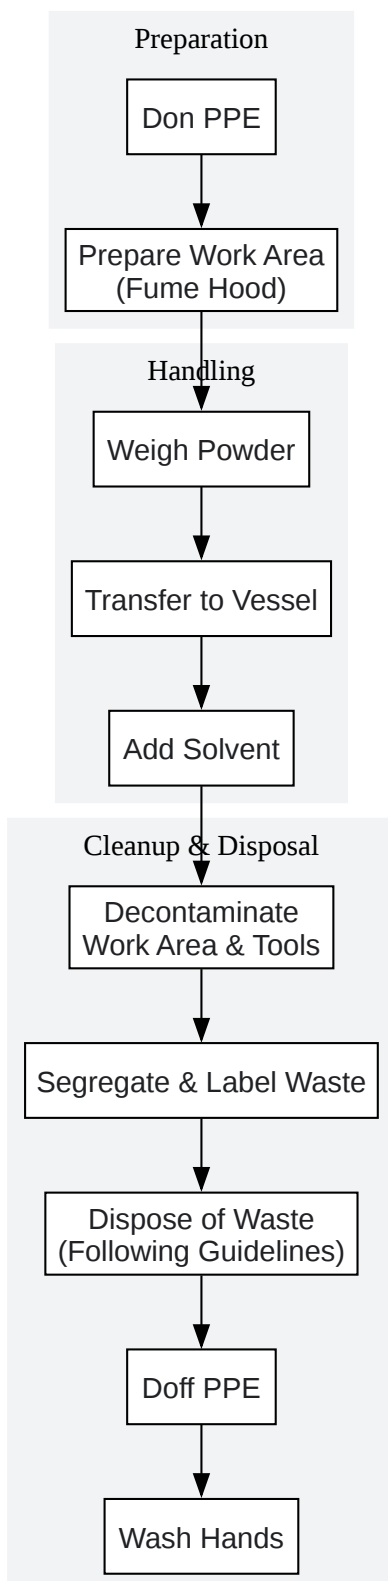 Preparation
Don PPE
Prepare Work Area
(Fume Hood)
Handling
Weigh Powder
Transfer to Vessel
Add Solvent
Cleanup & Disposal
Decontaminate
Work Area & Tools
Segregate & Label Waste
Dispose of Waste
(Following Guidelines)
Doff PPE
Wash Hands